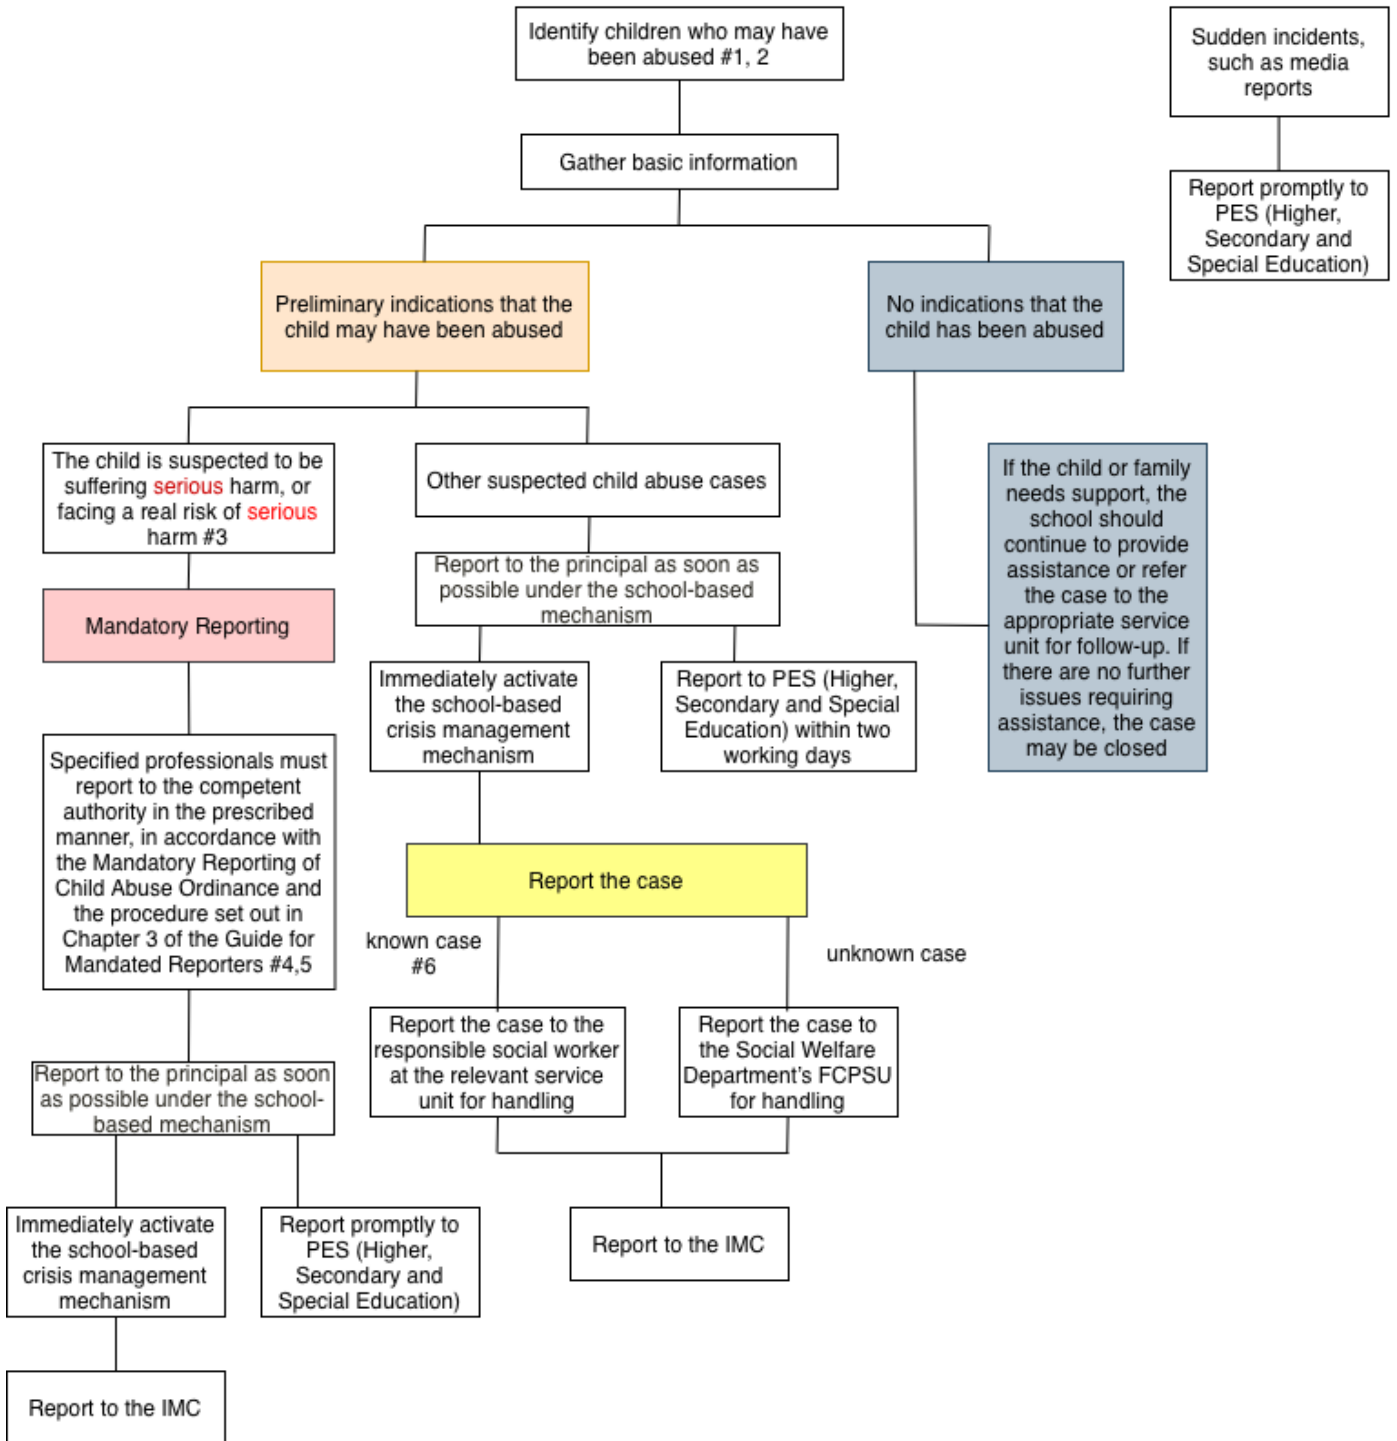 Identify children who may have
been abused #1, 2
Sudden incidents,
such as media
reports
Gather basic information
Report promptly to
PES (Higher,
Secondary and
Special Education)
Preliminary indications that the
child may have been abused
No indications that the
child has been abused
The child is suspected to be
suffering serious harm, or
facing a real risk of serious
harm #3
Other suspected child abuse cases
If the child or family
needs support, the
school should
continue to provide
assistance or refer
the case to the
appropriate service
unit for follow-up. If
there are no further
issues requiring
assistance, the case
may be closed
Mandatory Reporting
Report to the principal as soon as
possible under the school-based
mechanism
Immediately activate
the school-based
crisis management
mechanism
Report to PES (Higher,
Secondary and Special
Education) within two
working days
Specified professionals must
report to the competent
authority in the prescribed
manner, in accordance with
the Mandatory Reporting of
Child Abuse Ordinance and
the procedure set out in
Chapter 3 of the Guide for
Mandated Reporters #4,5
Report the case
known case
#6
unknown case
Report the case to the
responsible social worker
at the relevant service
unit for handling
Report the case to
the Social Welfare
Department’s FCPSU
for handling
Report to the principal as soon
as possible under the school-
based mechanism
Immediately activate
the school-based
crisis management
mechanism
Report promptly to
PES (Higher,
Secondary and
Special Education)
Report to the IMC
Report to the IMC